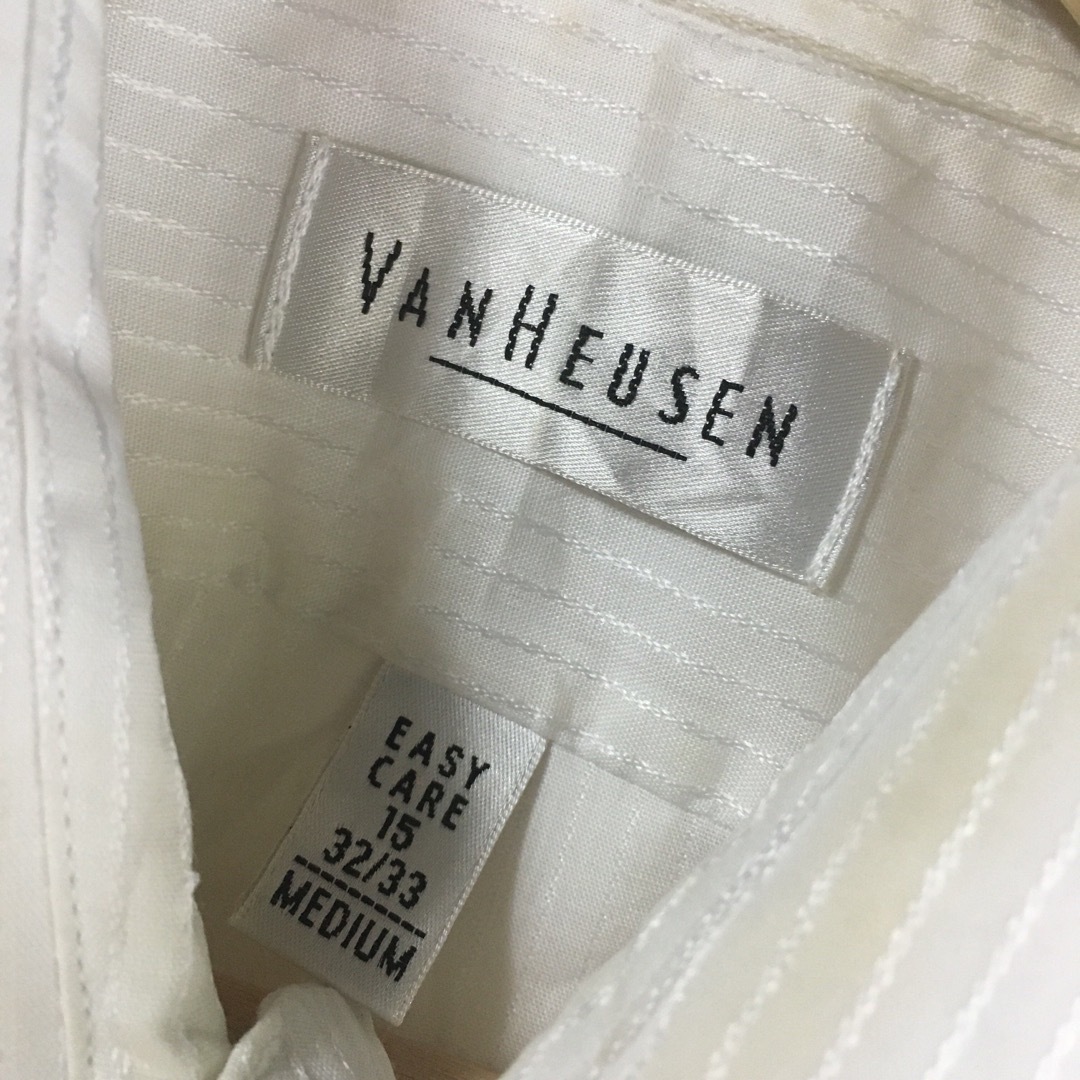 VANHEUSEN
EASY
CARE
15
32/33
MEDIUM